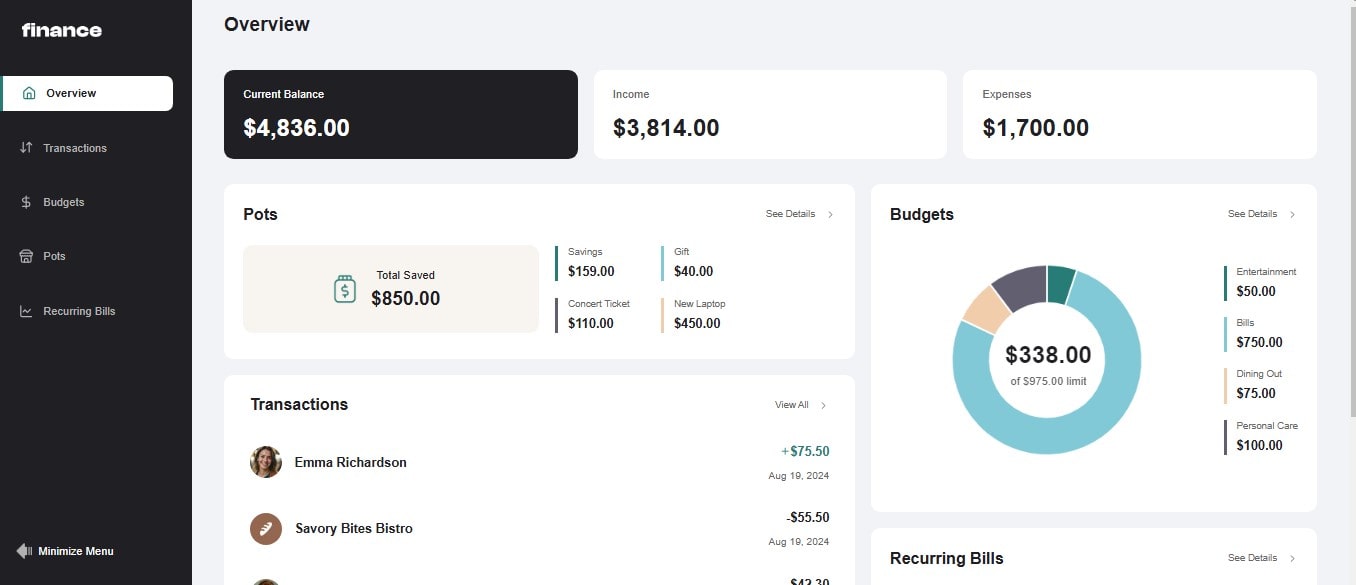 finance
Overview
Transactions
Budgets
Pots
Recurring Bills
Minimize Menu
Overview
Current Balance
$4,836.00
Income
$3,814.00
Expenses
$1,700.00
Pots
See Details
Total Saved
$850.00
Savings
$159.00
Gift
$40.00
Concert Ticket
$110.00
New Laptop
$450.00
Transactions
View All
Emma Richardson
+$75.50
Aug 19, 2024
Savory Bites Bistro
-$55.50
Aug 19, 2024
Budgets
See Details
$338.00
of $975.00 limit
Entertainment
$50.00
Bills
$750.00
Dining Out
$75.00
Personal Care
$100.00
Recurring Bills
See Details